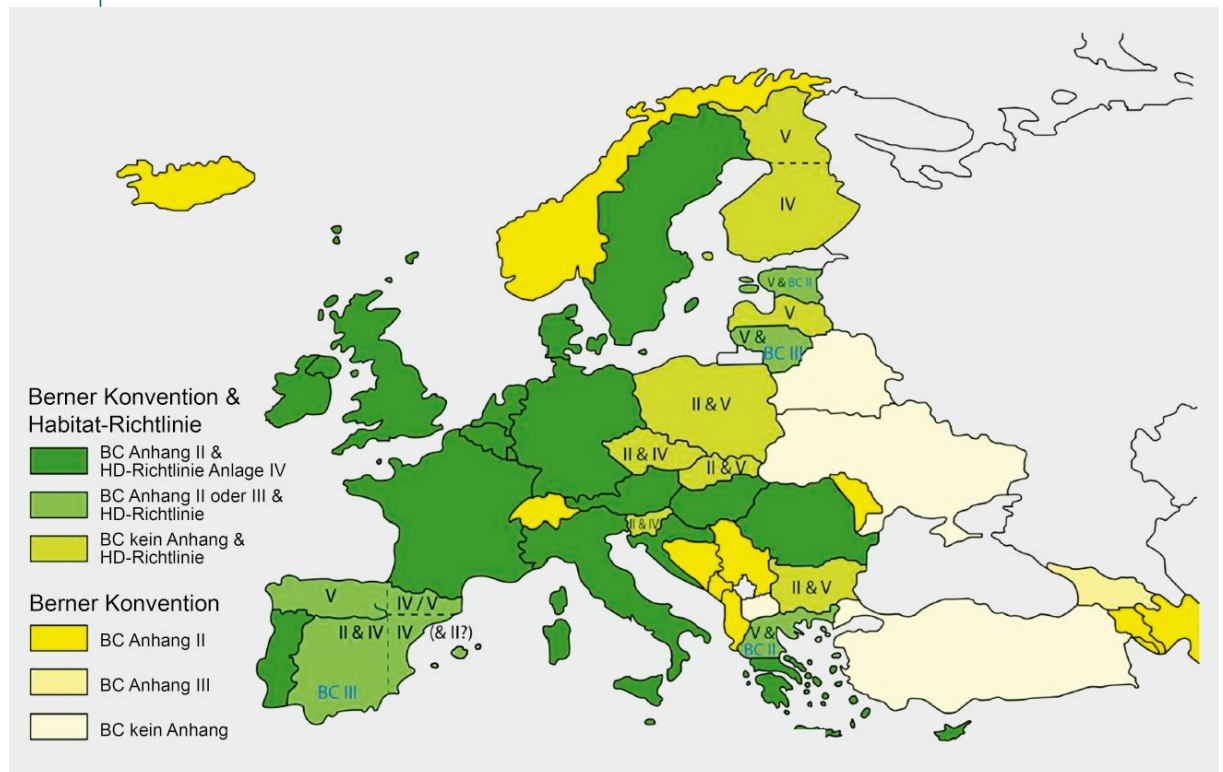 V
IV
V & BC II
V
V &
BC III
II & V
II & IV
II & V
II & IV
II & V
V
IV / V
II & IV
IV
(& II?)
BC III
V &
BC II
Berner Konvention &
Habitat-Richtlinie
BC Anhang II &
HD-Richtlinie Anlage IV
BC Anhang II oder III &
HD-Richtlinie
BC kein Anhang &
HD-Richtlinie
Berner Konvention
BC Anhang II
BC Anhang III
BC kein Anhang